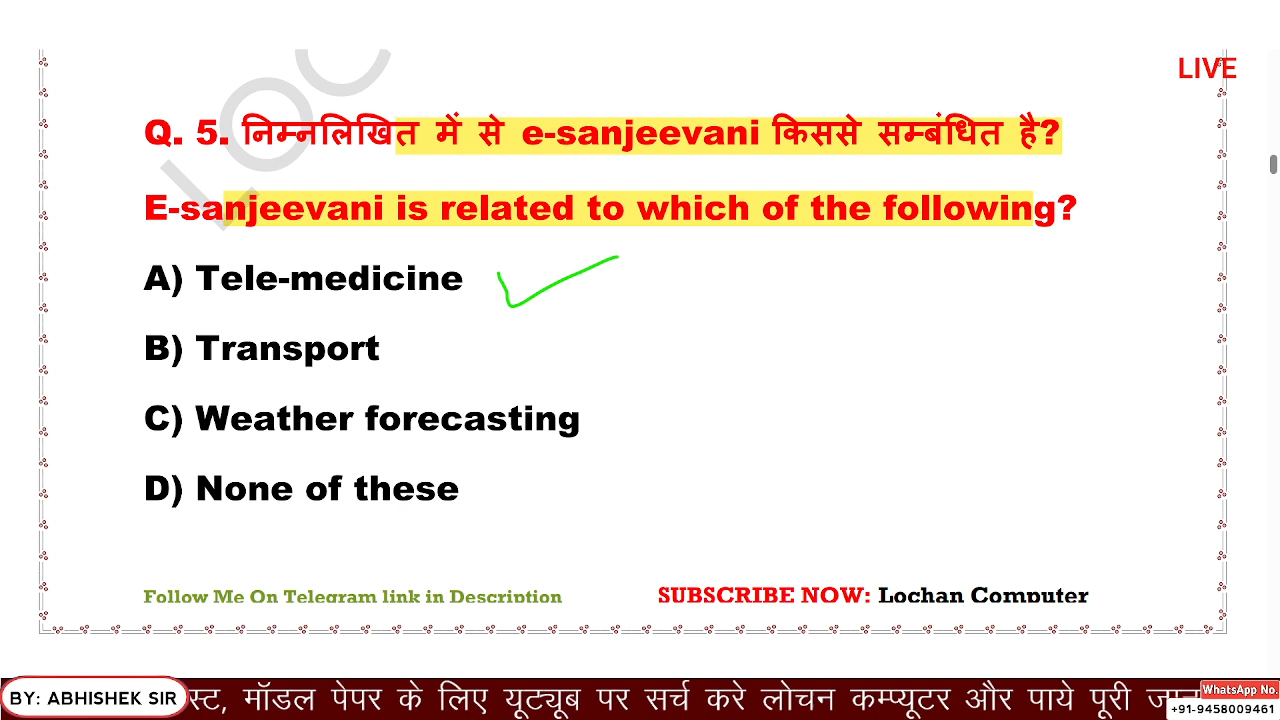 LOC
LIVE
Q. 5. निम्नलिखित में से e-sanjeevani किससे सम्बंधित है?
E-sanjeevani is related to which of the following?
A) Tele-medicine
B) Transport
C) Weather forecasting
D) None of these
Follow Me On Telegram link in Description
SUBSCRIBE NOW: Lochan Computer
BY: ABHISHEK SIR
स्ट, मॉडल पेपर के लिए यूट्यूब पर सर्च करे लोचन कम्प्यूटर और पाये पूरी
WhatsApp No.
+91-9458009461